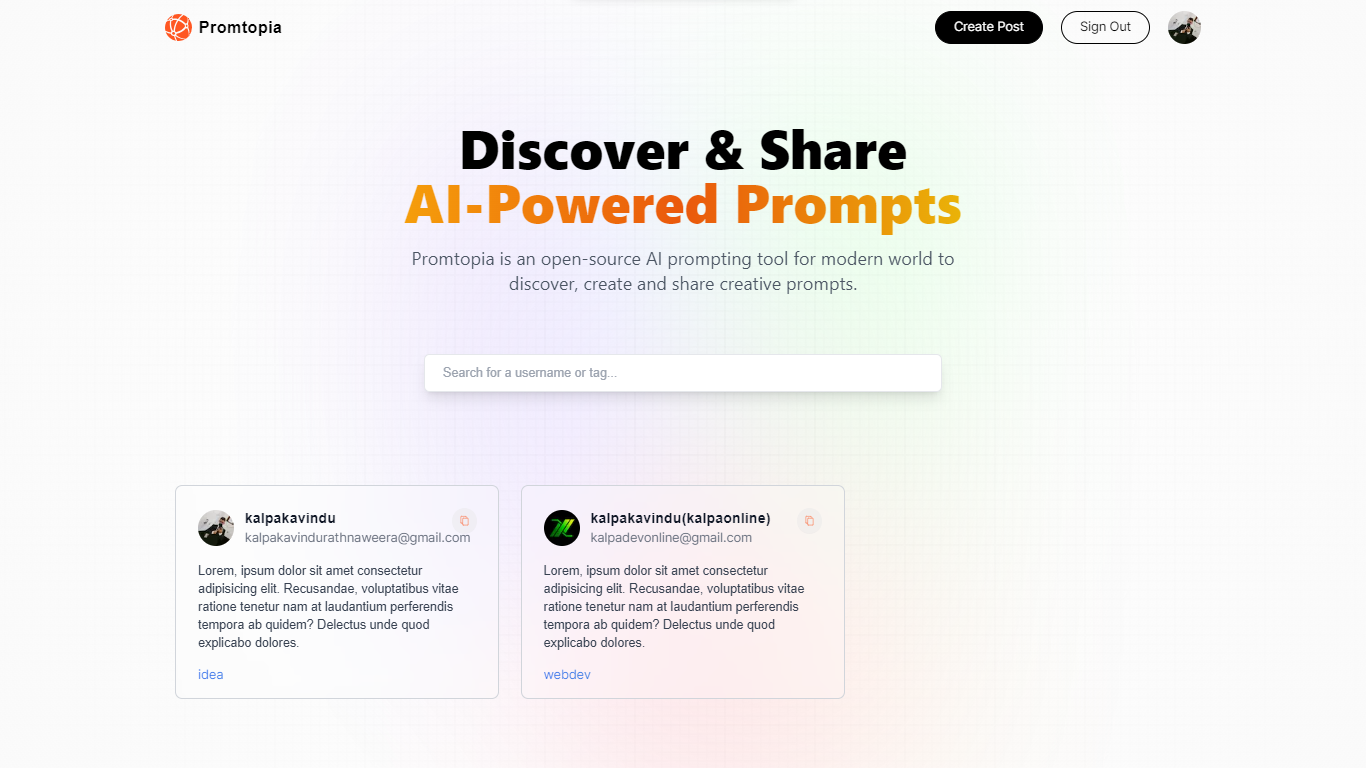 Promtopia
Create Post
Sign Out
Discover & Share
AI-Powered Prompts
Promtopia is an open-source AI prompting tool for modern world to
discover, create and share creative prompts.
Search for a username or tag...
kalpakavindu
kalpakavindurathnaweera@gmail.com
Lorem, ipsum dolor sit amet consectetur
adipisicing elit. Recusandae, voluptatibus vitae
ratione tenetur nam at laudantium perferendis
tempora ab quidem? Delectus unde quod
explicabo dolores.
idea
kalpakavindu(kalpaonline)
kalpadevonline@gmail.com
Lorem, ipsum dolor sit amet consectetur
adipisicing elit. Recusandae, voluptatibus vitae
ratione tenetur nam at laudantium perferendis
tempora ab quidem? Delectus unde quod
explicabo dolores.
webdev